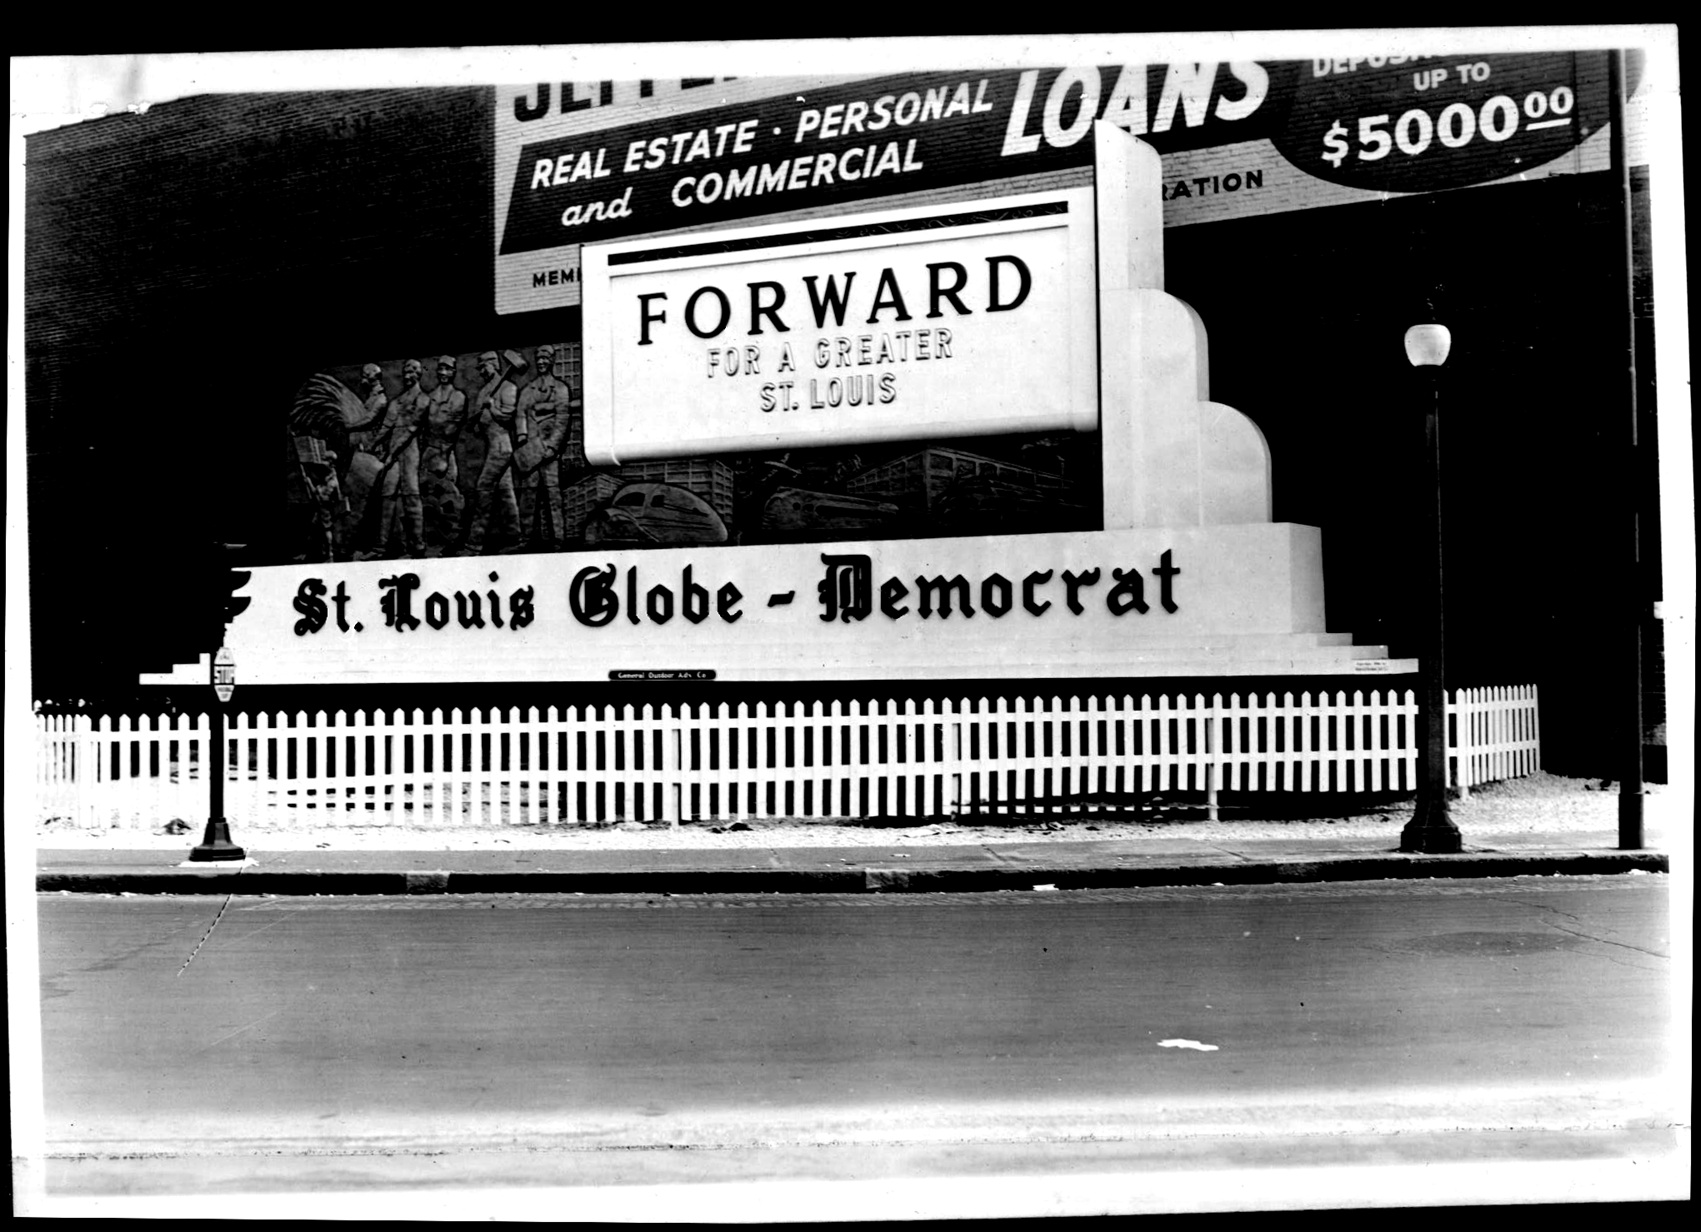 DEPOSI
UP TO
$5000 00
REAL ESTATE · PERSONAL
and COMMERCIAL
LOANS
RATION
FORWARD
FOR A GREATER
ST. LOUIS
St. Louis Globe-Democrat
STOP
General Outdoor Adv. Co